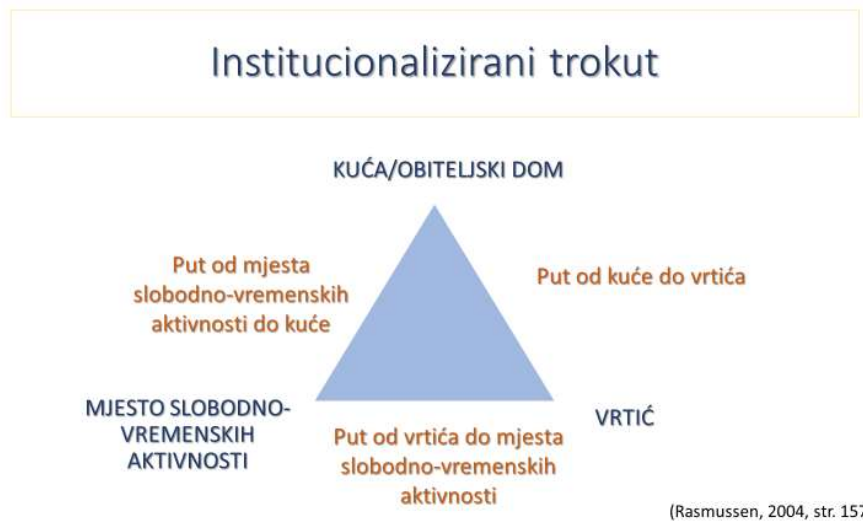 Institucionalizirani trokut
KUĆA/OBITELJSKI DOM
Put od mjesta
slobodno-vremenskih
aktivnosti do kuće
Put od kuće do vrtića
MJESTO SLOBODNO-
VREMENSKIH
AKTIVNOSTI
Put od vrtića do mjesta
slobodno-vremenskih
aktivnosti
VRTIĆ
(Rasmussen, 2004, str. 157